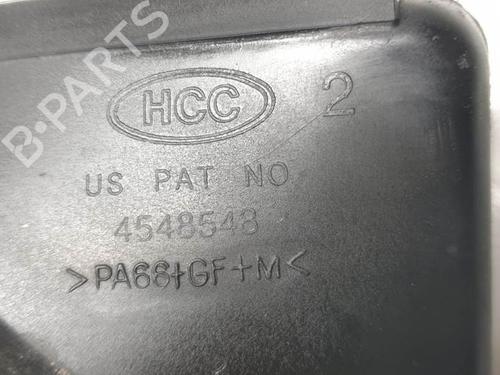 B-PARTS
HCC 2
US PAT NO
4548548
>PA66+GF+M<